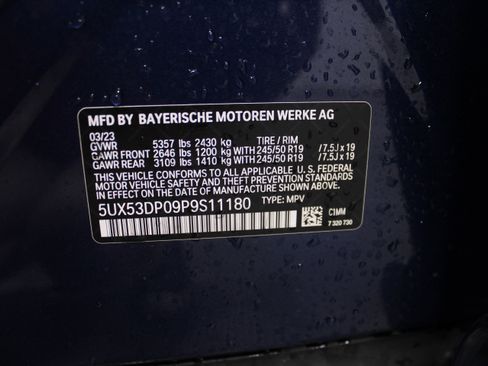 MFD BY BAYERISCHE MOTOREN WERKE AG
03/23
GVWR 5357 lbs 2430 kg TIRE / RIM
GAWR FRONT 2646 lbs 1200 kg WITH 245/50 R19 /7.5J x 19
GAWR REAR 3109 lbs 1410 kg WITH 245/50 R19 /7.5J x 19
THIS VEHICLE CONFORMS TO ALL APPLICABLE U.S. FEDERAL
MOTOR VEHICLE SAFETY, BUMPER, AND THEFT PREVENTION STANDARDS
IN EFFECT ON THE DATE OF MANUFACTURE SHOWN ABOVE.
5UX53DP09P9S11180 TYPE: MPV
C1MM
7 320 730